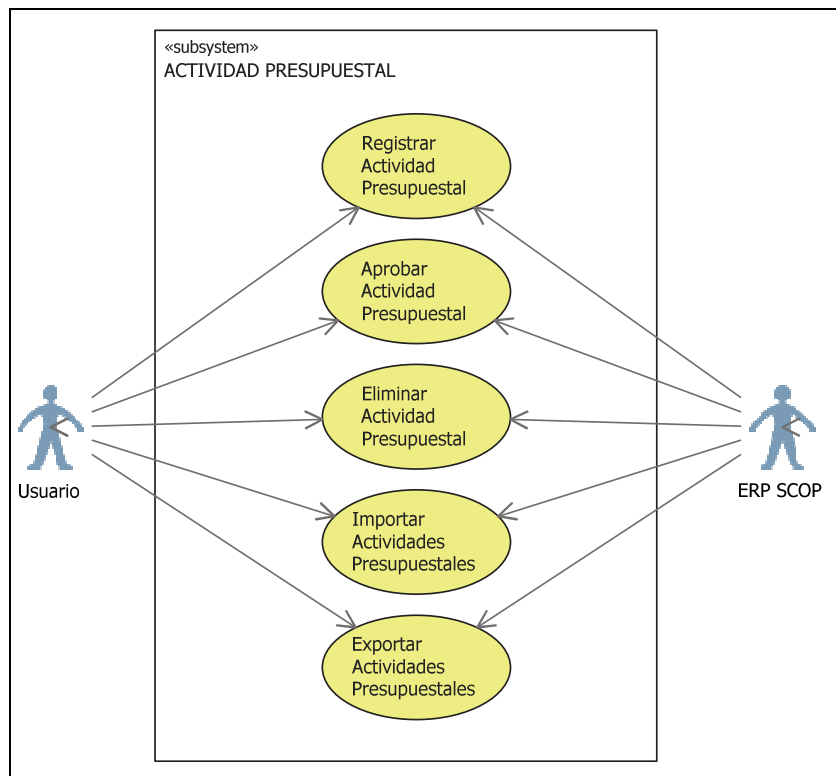 «subsystem»
ACTIVIDAD PRESUPUESTAL
Registrar
Actividad
Presupuestal
Aprobar
Actividad
Presupuestal
Eliminar
Actividad
Presupuestal
Usuario
ERP SCOP
Importar
Actividades
Presupuestales
Exportar
Actividades
Presupuestales